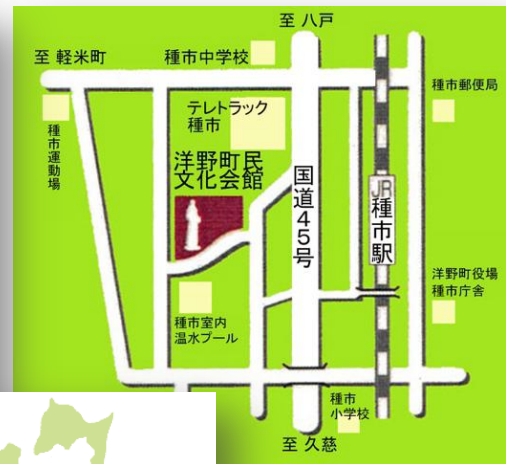 至 八戸
至 軽米町
種市中学校
種市郵便局
テレトラック
種市
種市運動場
洋野町民
文化会館
国道45号
JR種市駅
洋野町役場
種市庁舎
種市室内
温水プール
種市
小学校
至 久慈